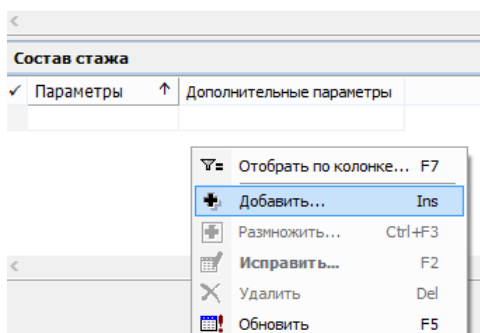 Состав стажа
✓ Параметры ↑ Дополнительные параметры
Отобрать по колонке... F7
Добавить... Ins
Размножить... Ctrl+F3
Исправить... F2
Удалить Del
Обновить F5